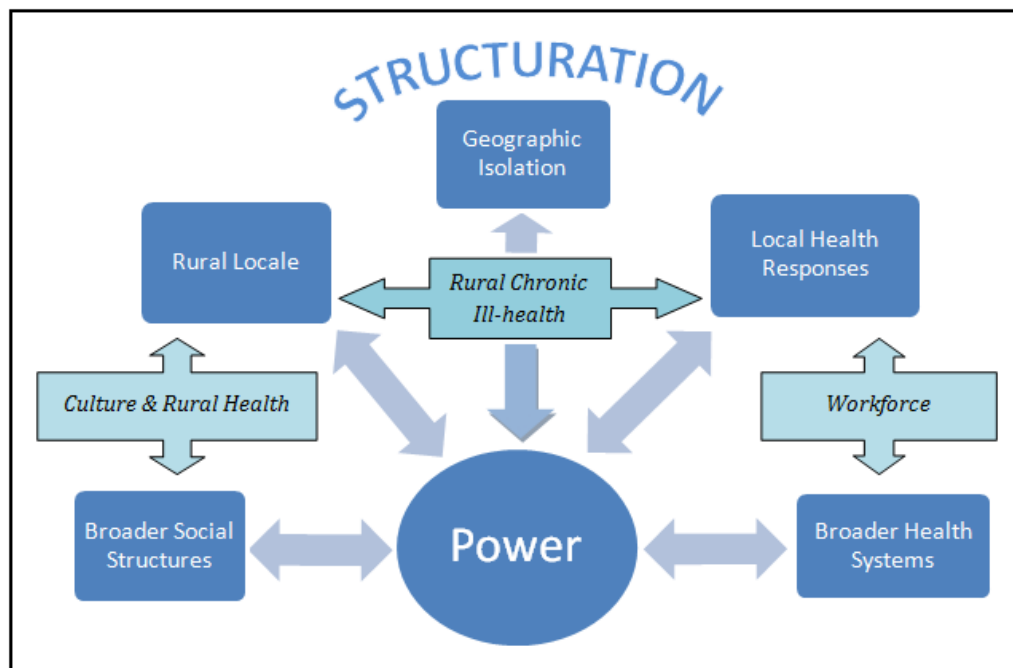 STRUCTURATION
Geographic
Isolation
Rural Locale
Local Health
Responses
Rural Chronic
Ill-health
Culture & Rural Health
Workforce
Broader Social
Structures
Power
Broader Health
Systems